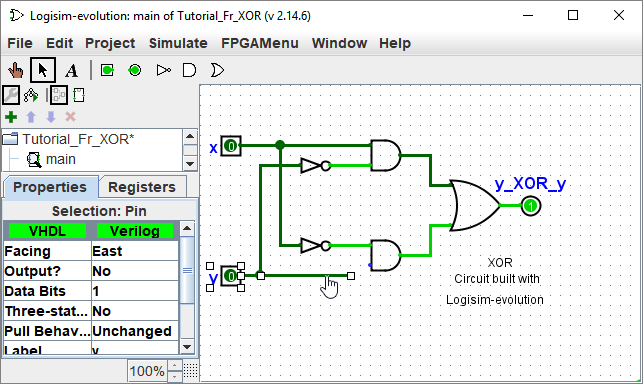 Logisim-evolution: main of Tutorial_Fr_XOR (v 2.14.6)
File Edit Project Simulate FPGAMenu Window Help
A
Tutorial_Fr_XOR*
main
Properties Registers
Selection: Pin
VHDL Verilog
Facing East
Output? No
Data Bits 1
Three-stat... No
Pull Behav... Unchanged
Label y
100%
x 0
y 0
y_XOR_y
1
XOR
Circuit built with
Logisim-evolution